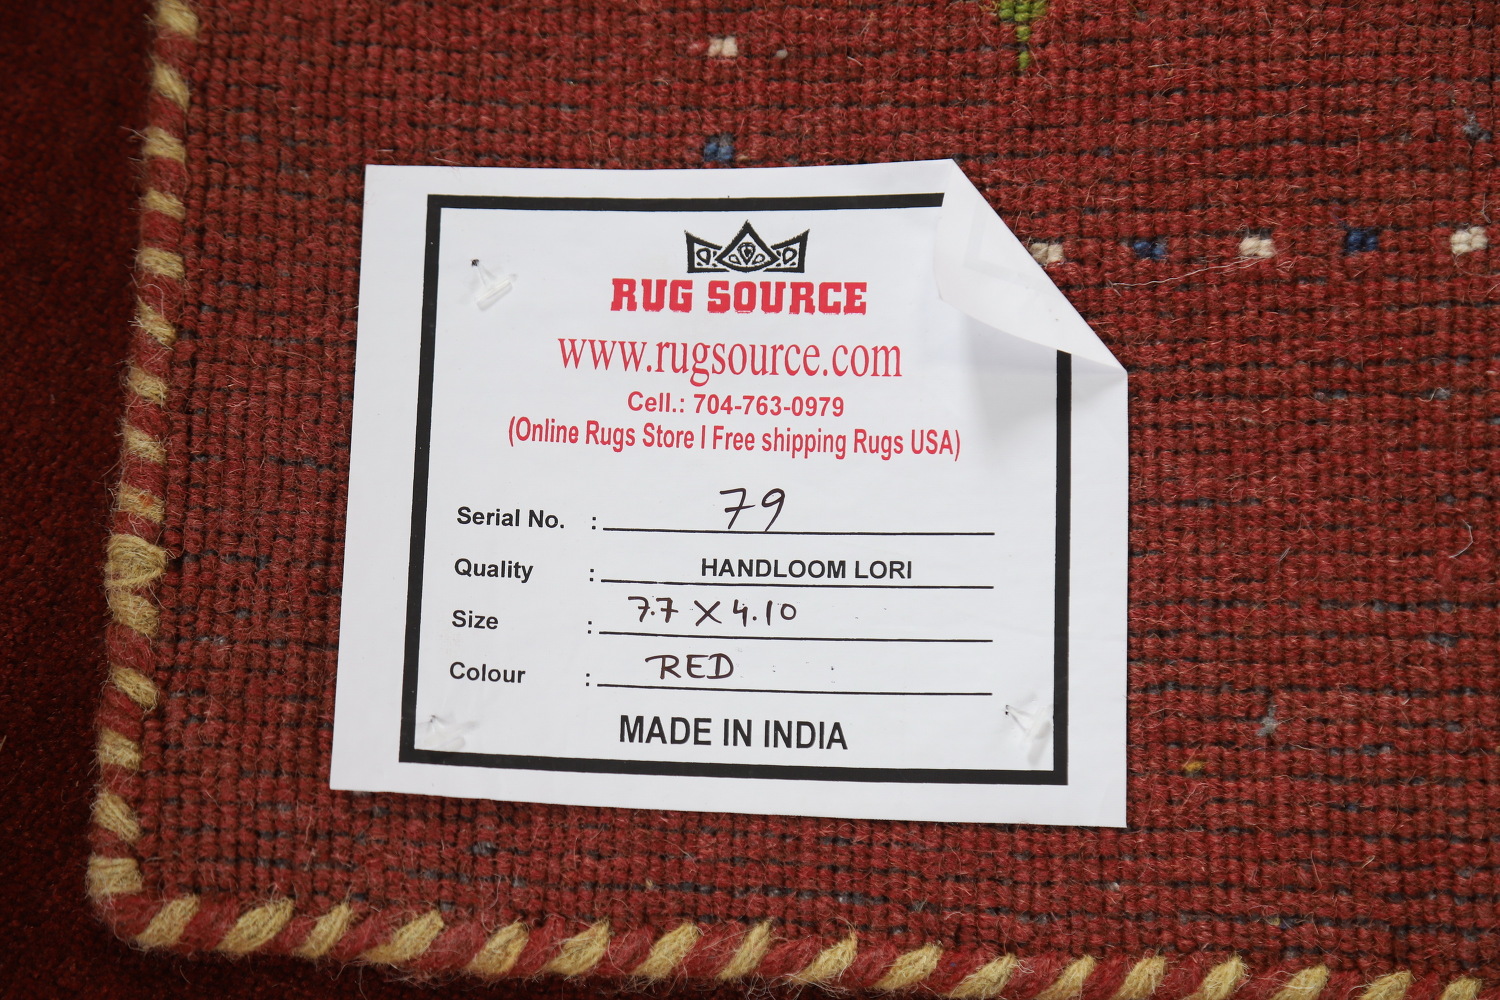 RUG SOURCE
www.rugsource.com
Cell.: 704-763-0979
(Online Rugs Store I Free shipping Rugs USA)
Serial No. : 79
Quality : HANDLOOM LORI
Size : 7.7 X 4.10
Colour : RED
MADE IN INDIA